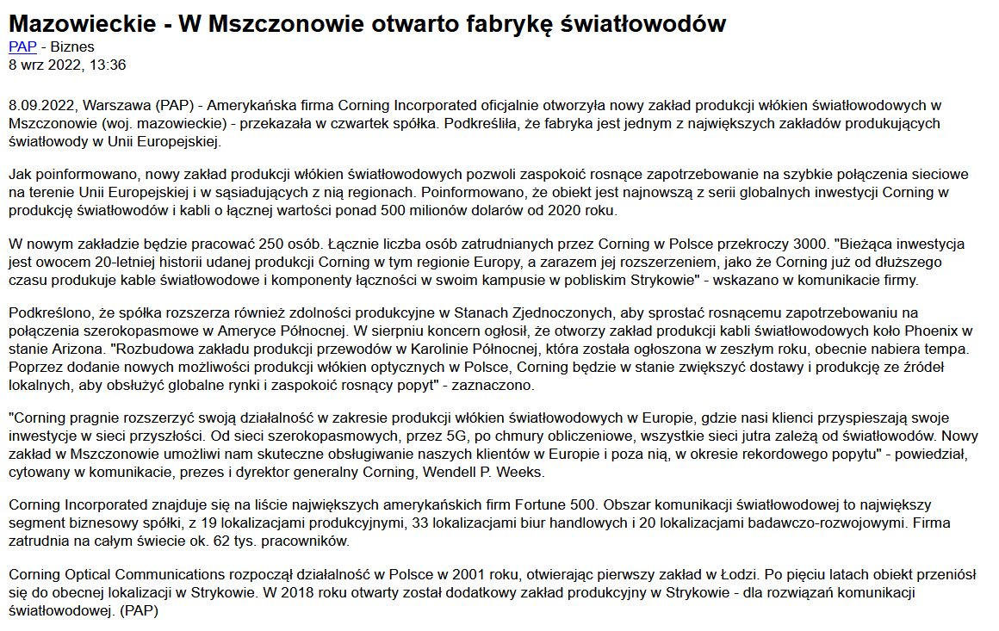 Mazowieckie - W Mszczonowie otwarto fabrykę światłowodów
PAP - Biznes
8 wrz 2022, 13:36
8.09.2022, Warszawa (PAP) - Amerykańska firma Corning Incorporated oficjalnie otworzyła nowy zakład produkcji włókien światłowodowych w
Mszczonowie (woj. mazowieckie) - przekazała w czwartek spółka. Podkreśliła, że fabryka jest jednym z największych zakładów produkujących
światłowody w Unii Europejskiej.
Jak poinformowano, nowy zakład produkcji włókien światłowodowych pozwoli zaspokoić rosnące zapotrzebowanie na szybkie połączenia sieciowe
na terenie Unii Europejskiej i w sąsiadujących z nią regionach. Poinformowano, że obiekt jest najnowszą z serii globalnych inwestycji Corning w
produkcję światłowodów i kabli o łącznej wartości ponad 500 milionów dolarów od 2020 roku.
W nowym zakładzie będzie pracować 250 osób. Łącznie liczba osób zatrudnianych przez Corning w Polsce przekroczy 3000. "Bieżąca inwestycja
jest owocem 20-letniej historii udanej produkcji Corning w tym regionie Europy, a zarazem jej rozszerzeniem, jako że Corning już od dłuższego
czasu produkuje kable światłowodowe i komponenty łączności w swoim kampusie w pobliskim Strykowie" - wskazano w komunikacie firmy.
Podkreślono, że spółka rozszerza również zdolności produkcyjne w Stanach Zjednoczonych, aby sprostać rosnącemu zapotrzebowaniu na
połączenia szerokopasmowe w Ameryce Północnej. W sierpniu koncern ogłosił, że otworzy zakład produkcji kabli światłowodowych koło Phoenix w
stanie Arizona. "Rozbudowa zakładu produkcji przewodów w Karolinie Północnej, która została ogłoszona w zeszłym roku, obecnie nabiera tempa.
Poprzez dodanie nowych możliwości produkcji włókien optycznych w Polsce, Corning będzie w stanie zwiększyć dostawy i produkcję ze źródeł
lokalnych, aby obsłużyć globalne rynki i zaspokoić rosnący popyt" - zaznaczono.
"Corning pragnie rozszerzyć swoją działalność w zakresie produkcji włókien światłowodowych w Europie, gdzie nasi klienci przyspieszają swoje
inwestycje w sieci przyszłości. Od sieci szerokopasmowych, przez 5G, po chmury obliczeniowe, wszystkie sieci jutra zależą od światłowodów. Nowy
zakład w Mszczonowie umożliwi nam skuteczne obsługiwanie naszych klientów w Europie i poza nią, w okresie rekordowego popytu" - powiedział,
cytowany w komunikacie, prezes i dyrektor generalny Corning, Wendell P. Weeks.
Corning Incorporated znajduje się na liście największych amerykańskich firm Fortune 500. Obszar komunikacji światłowodowej to największy
segment biznesowy spółki, z 19 lokalizacjami produkcyjnymi, 33 lokalizacjami biur handlowych i 20 lokalizacjami badawczo-rozwojowymi. Firma
zatrudnia na całym świecie ok. 62 tys. pracowników.
Corning Optical Communications rozpoczął działalność w Polsce w 2001 roku, otwierając pierwszy zakład w Łodzi. Po pięciu latach obiekt przeniósł
się do obecnej lokalizacji w Strykowie. W 2018 roku otwarty został dodatkowy zakład produkcyjny w Strykowie - dla rozwiązań komunikacji
światłowodowej. (PAP)